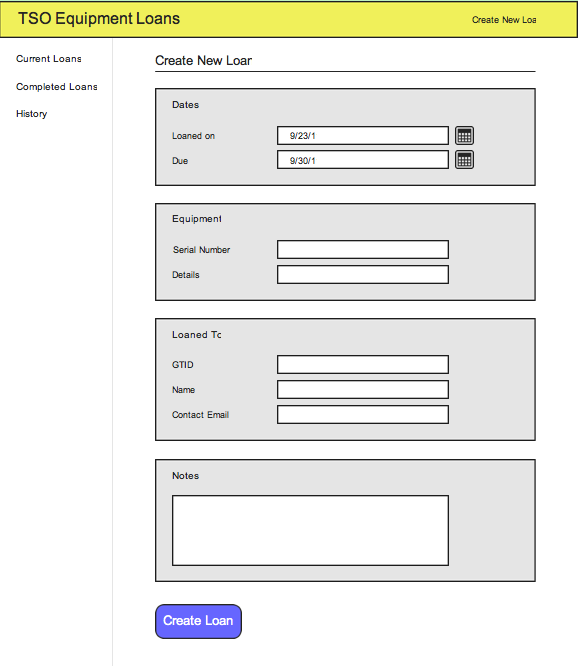 TSO Equipment Loans
Create New Loa
Current Loans
Completed Loans
History
Create New Loar
Dates
Loaned on 9/23/1
Due 9/30/1
Equipment
Serial Number
Details
Loaned To
GTID
Name
Contact Email
Notes
Create Loan